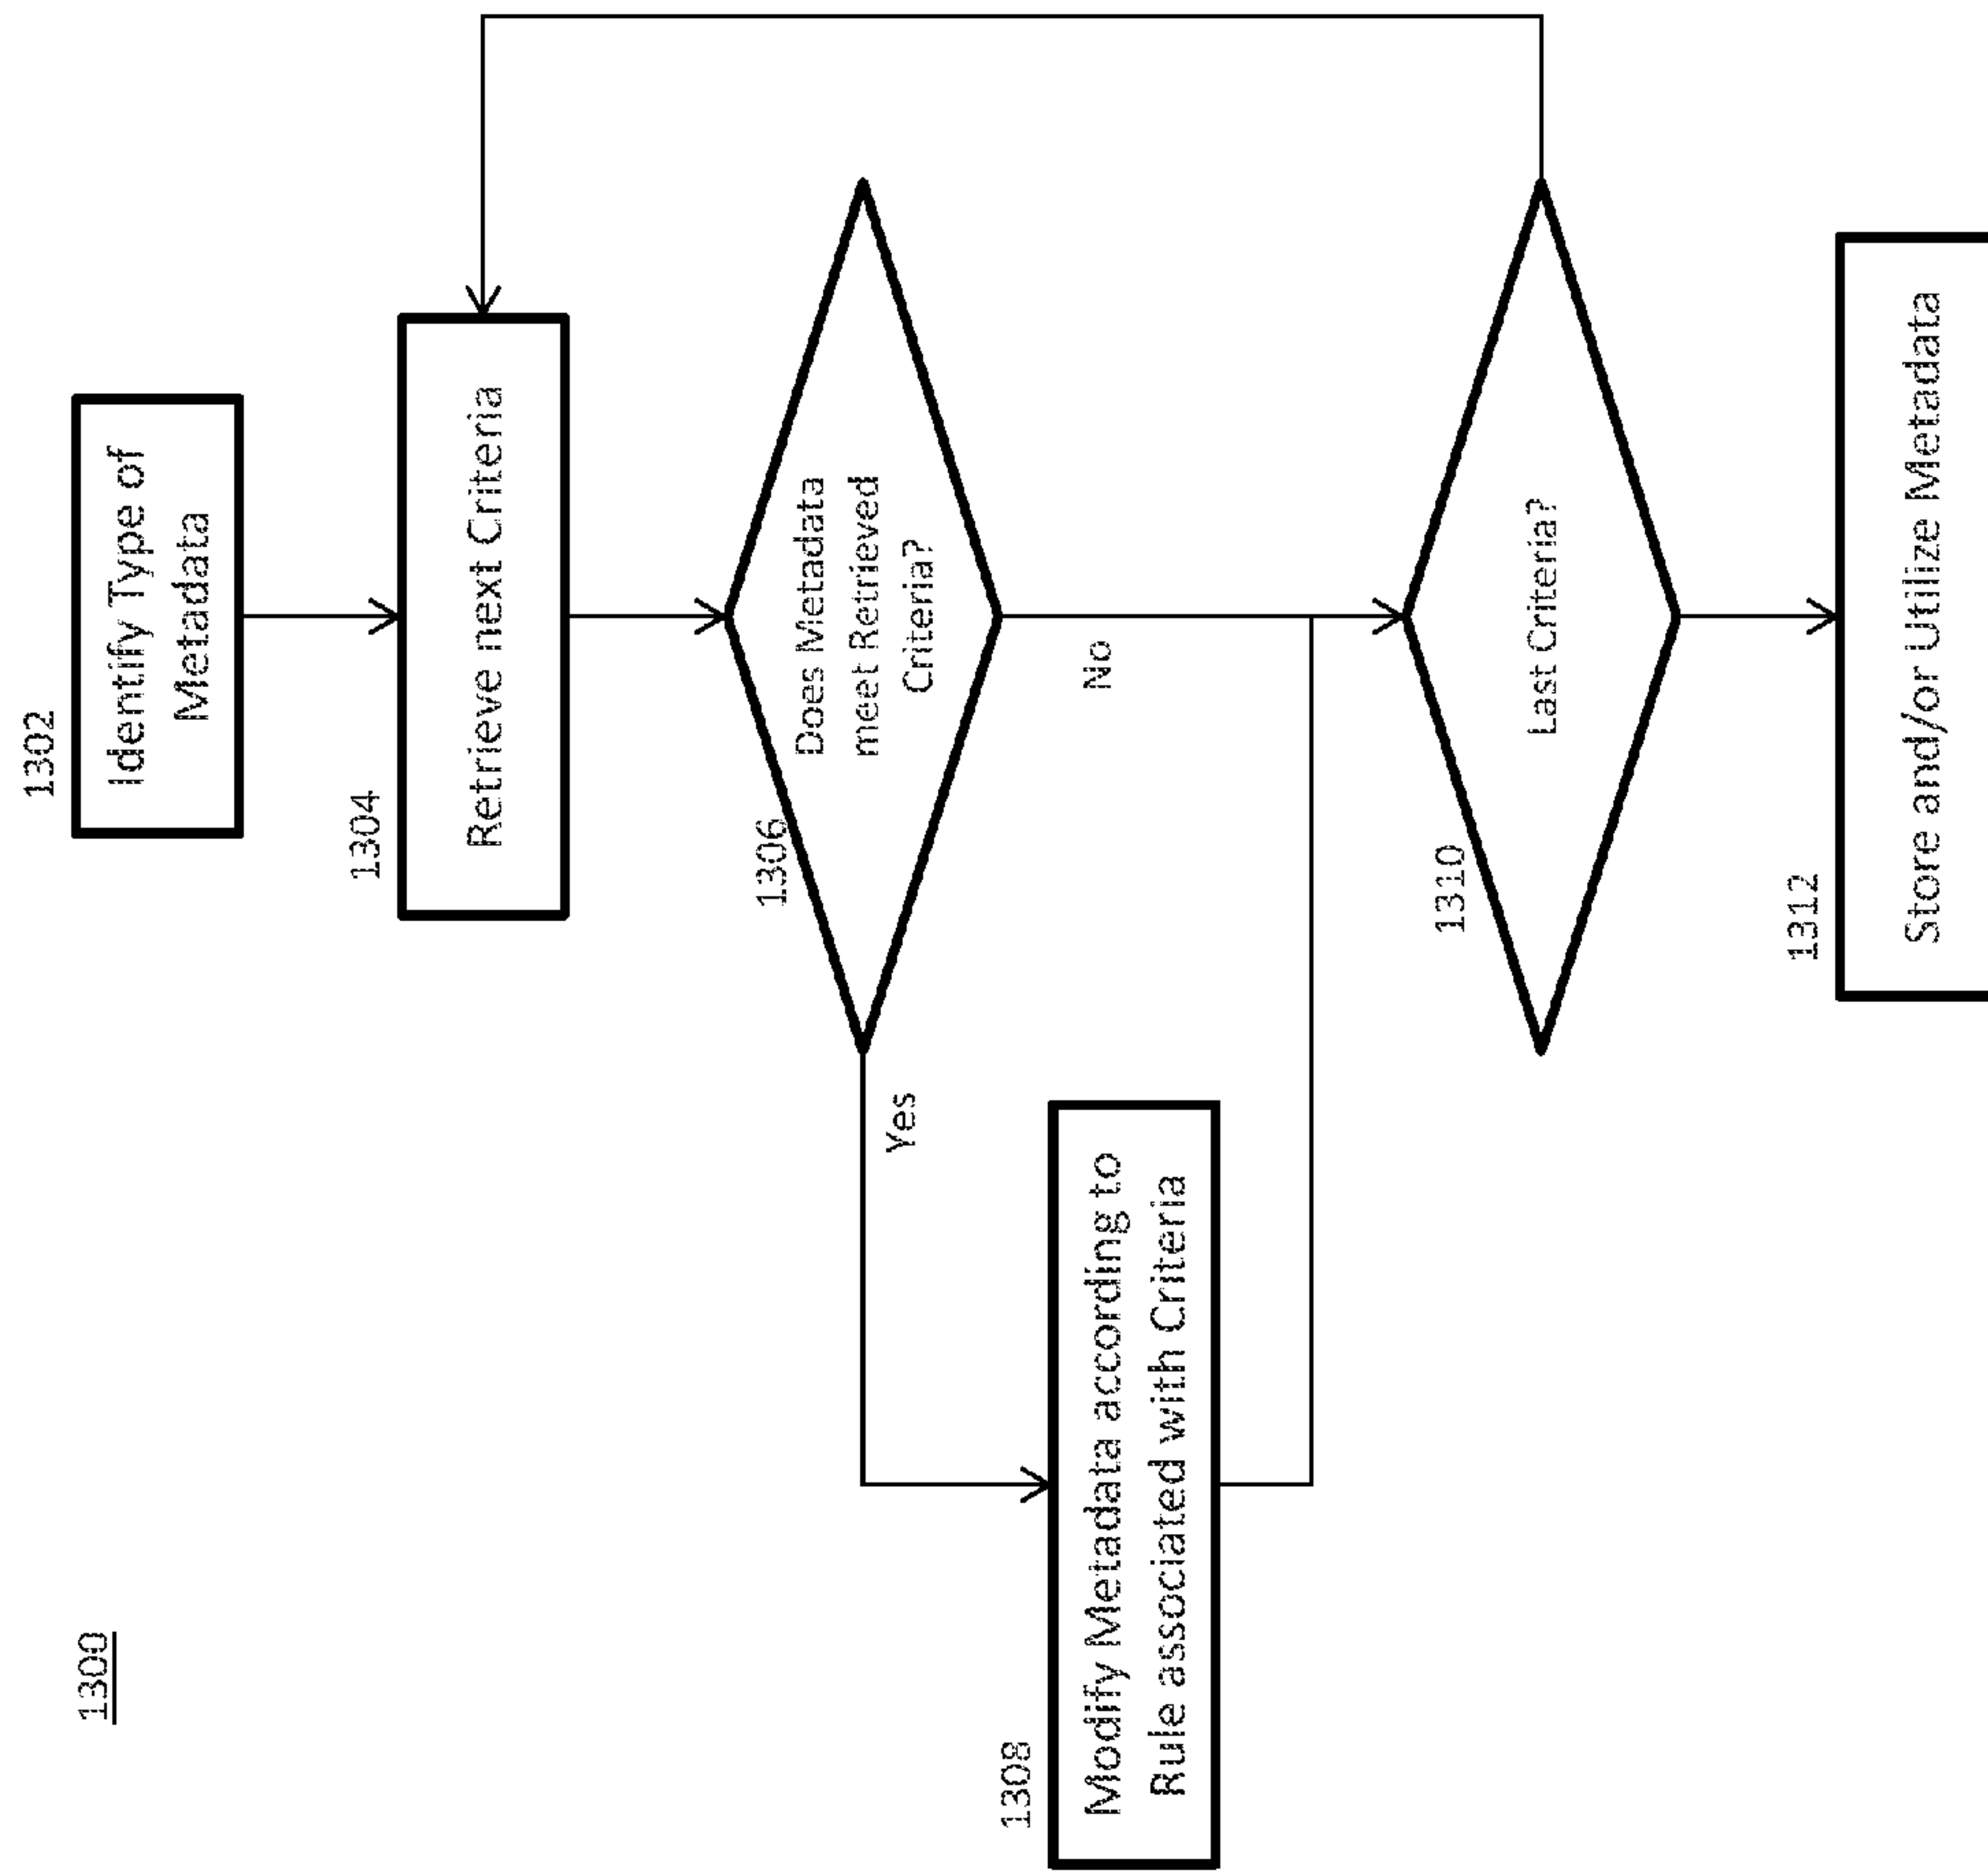 1300
1302
Identify Type of
Metadata
1304
Retrieve next Criteria
1306
Does Metadata
meet Retrieved
Criteria?
Yes
No
1308
Modify Metadata according to
Rule associated with Criteria
1310
Last Criteria?
1312
Store and/or Utilize Metadata